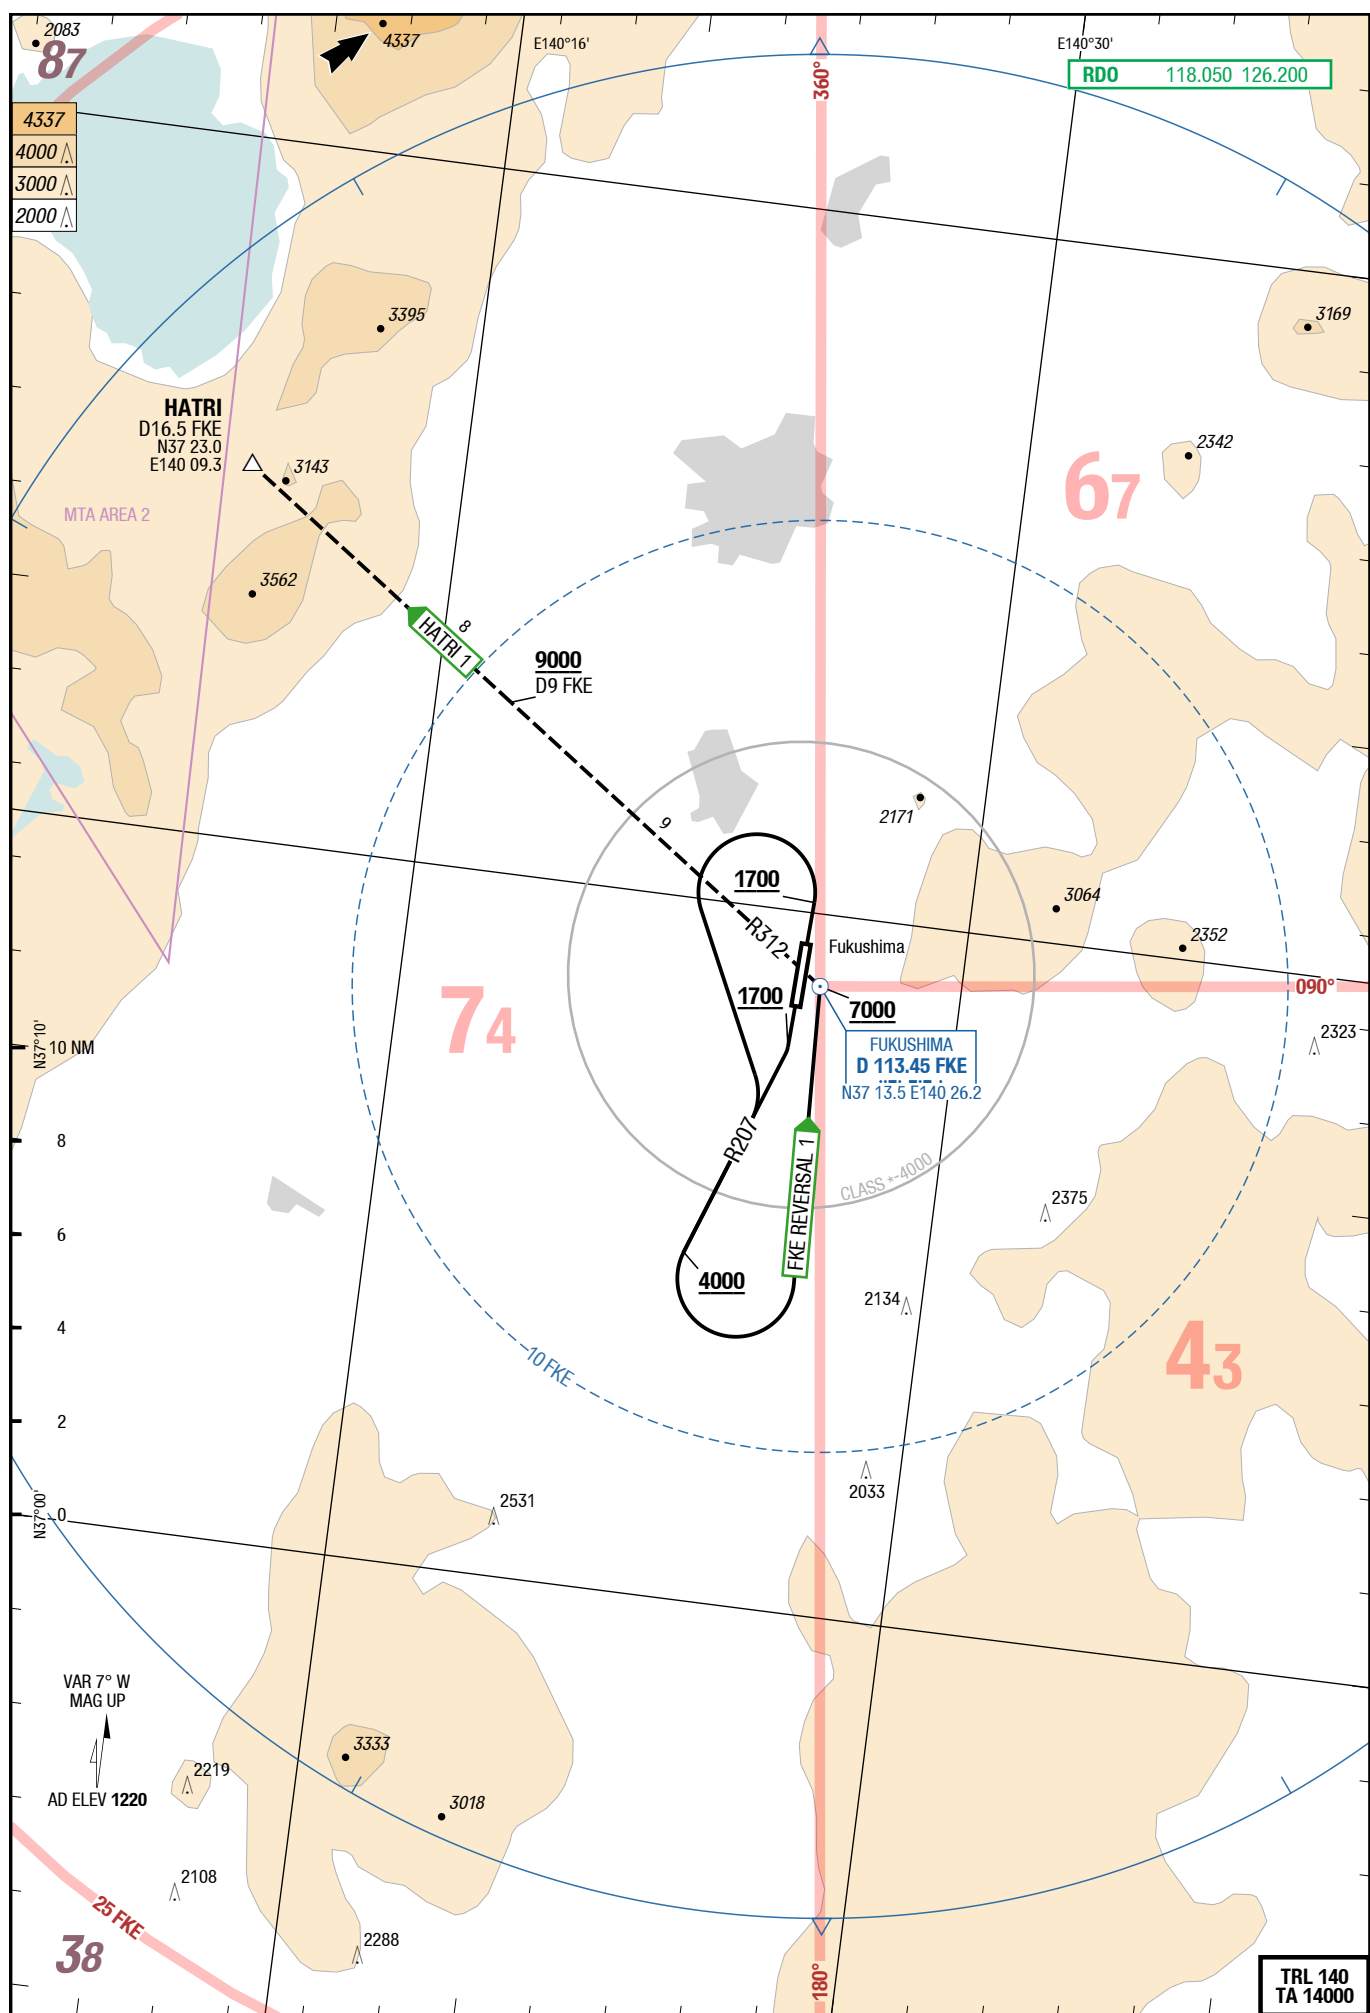 2083
87
4337
E140°16'
360°
E140°30'
RDO 118.050 126.200
4337
4000
3000
2000
3395
3169
HATRI
D16.5 FKE
N37 23.0
E140 09.3
3143
2342
67
MTA AREA 2
3562
8
HATRI 1
9000
D9 FKE
9
2171
1700
3064
R312
Fukushima
2352
090°
74
1700
7000
FUKUSHIMA
D 113.45 FKE
N37 13.5 E140 26.2
2323
N37°10'
10 NM
8
R207
FKE REVERSAL 1
CLASS *-4000
2375
6
4000
2134
4
10 FKE
43
2
2531
2033
N37°00'
0
VAR 7° W
MAG UP
3333
2219
AD ELEV 1220
3018
2108
25 FKE
2288
38
180°
TRL 140
TA 14000